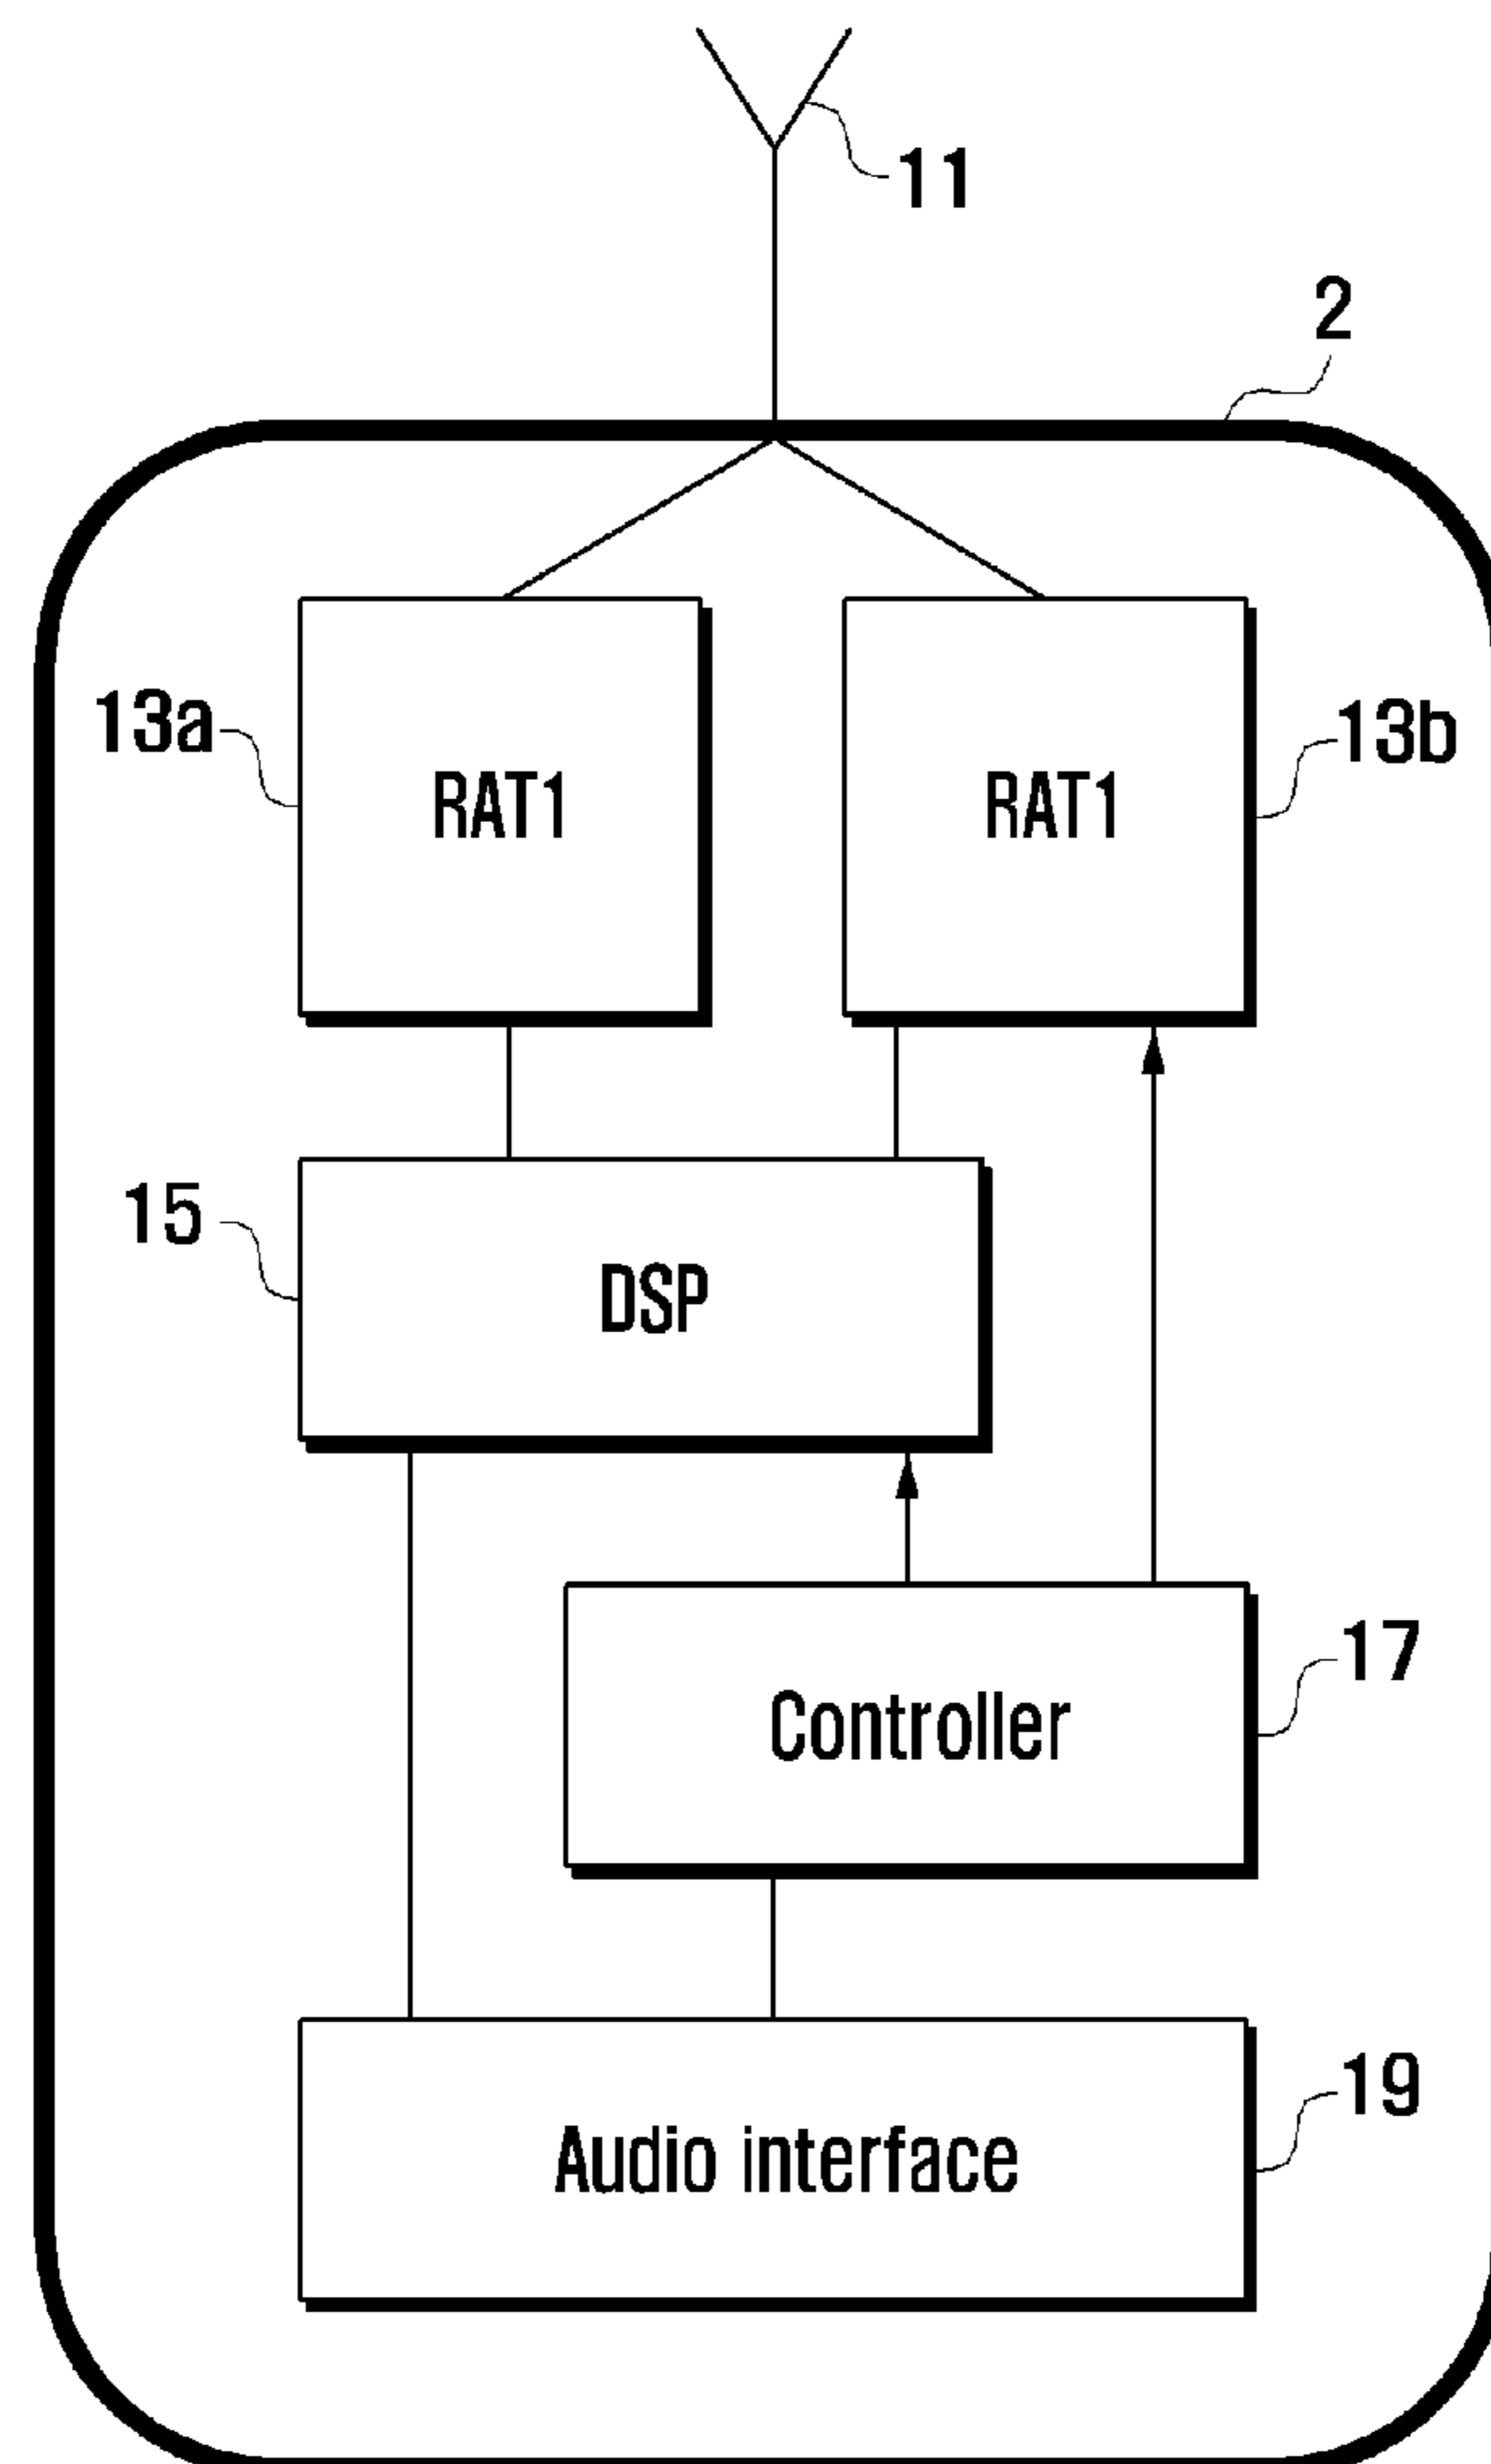 11
2
13a
RAT1
RAT1
13b
15
DSP
Controller
17
Audio interface
19